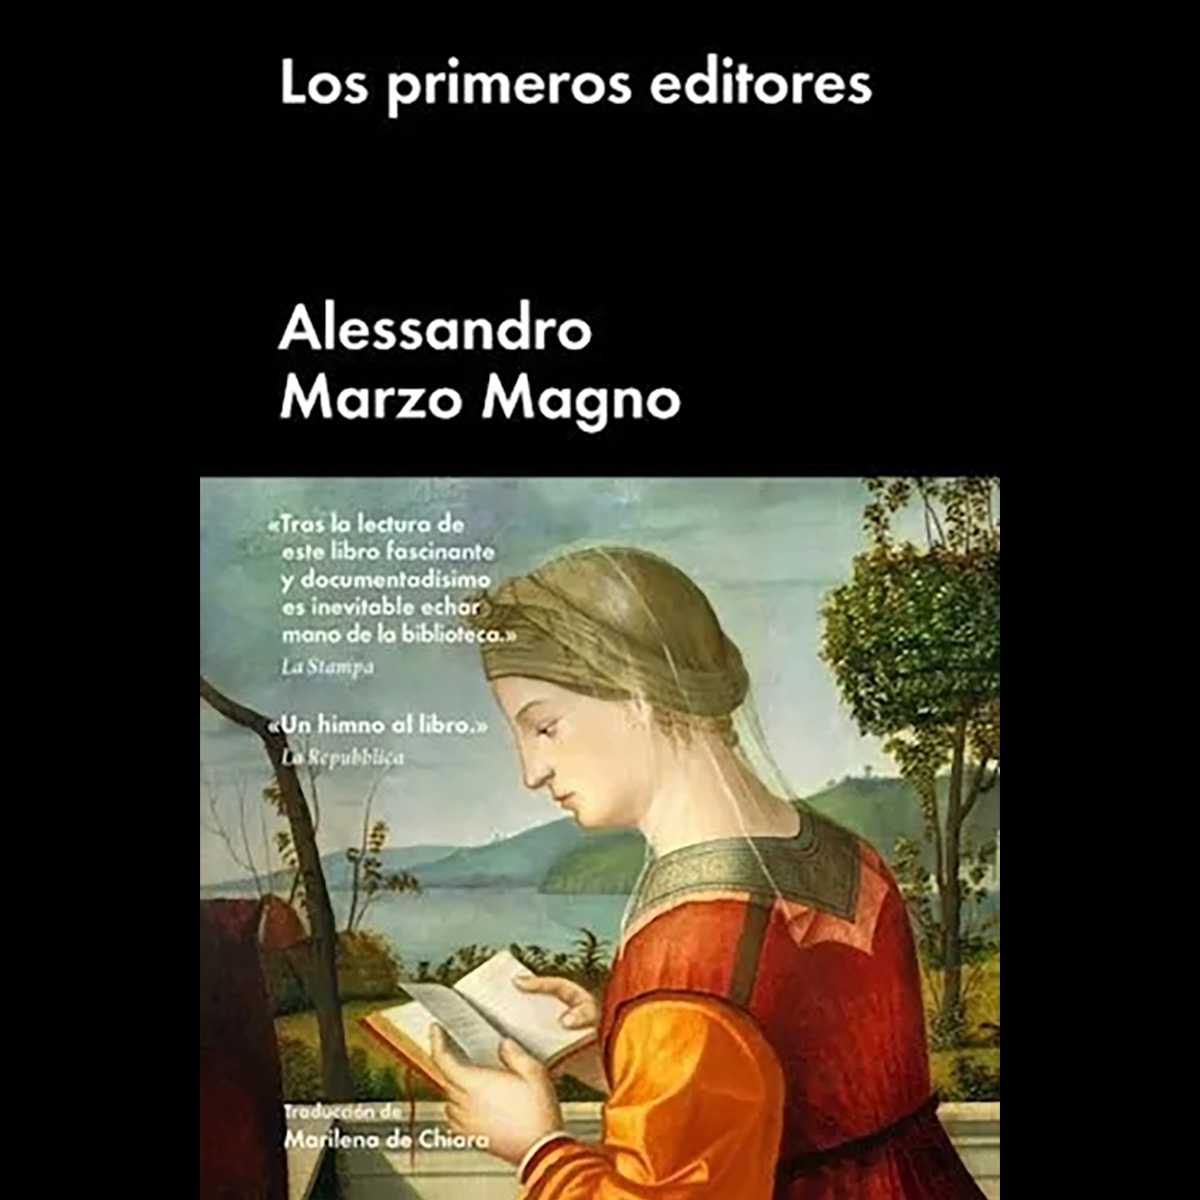 Los primeros editores
Alessandro
Marzo Magno
«Tras la lectura de
este libro fascinante
y documentadísimo
es inevitable echar
mano de la biblioteca.»
La Stampa
«Un himno al libro.»
La Repubblica
Traducción de
Marilena de Chiara